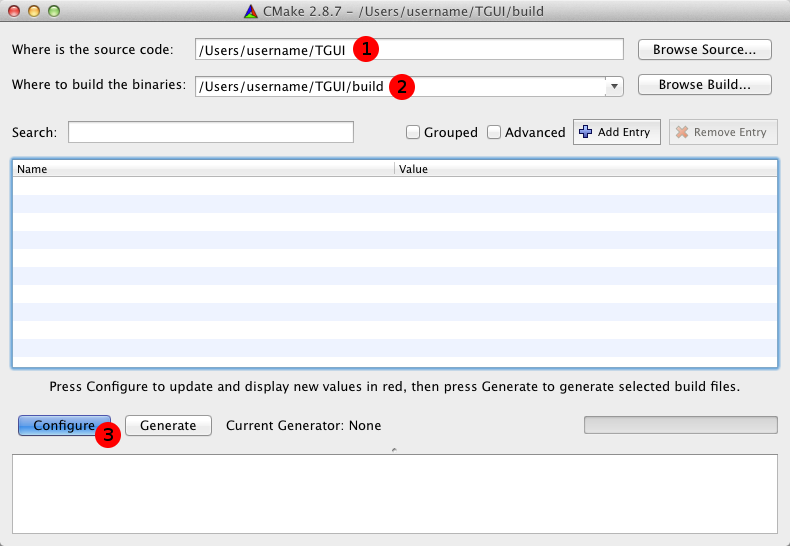 CMake 2.8.7 - /Users/username/TGUI/build
Where is the source code: /Users/username/TGUI 1 Browse Source...
Where to build the binaries: /Users/username/TGUI/build 2 Browse Build...
Search: Grouped Advanced Add Entry Remove Entry
Name Value
Press Configure to update and display new values in red, then press Generate to generate selected build files.
Configure 3 Generate Current Generator: None